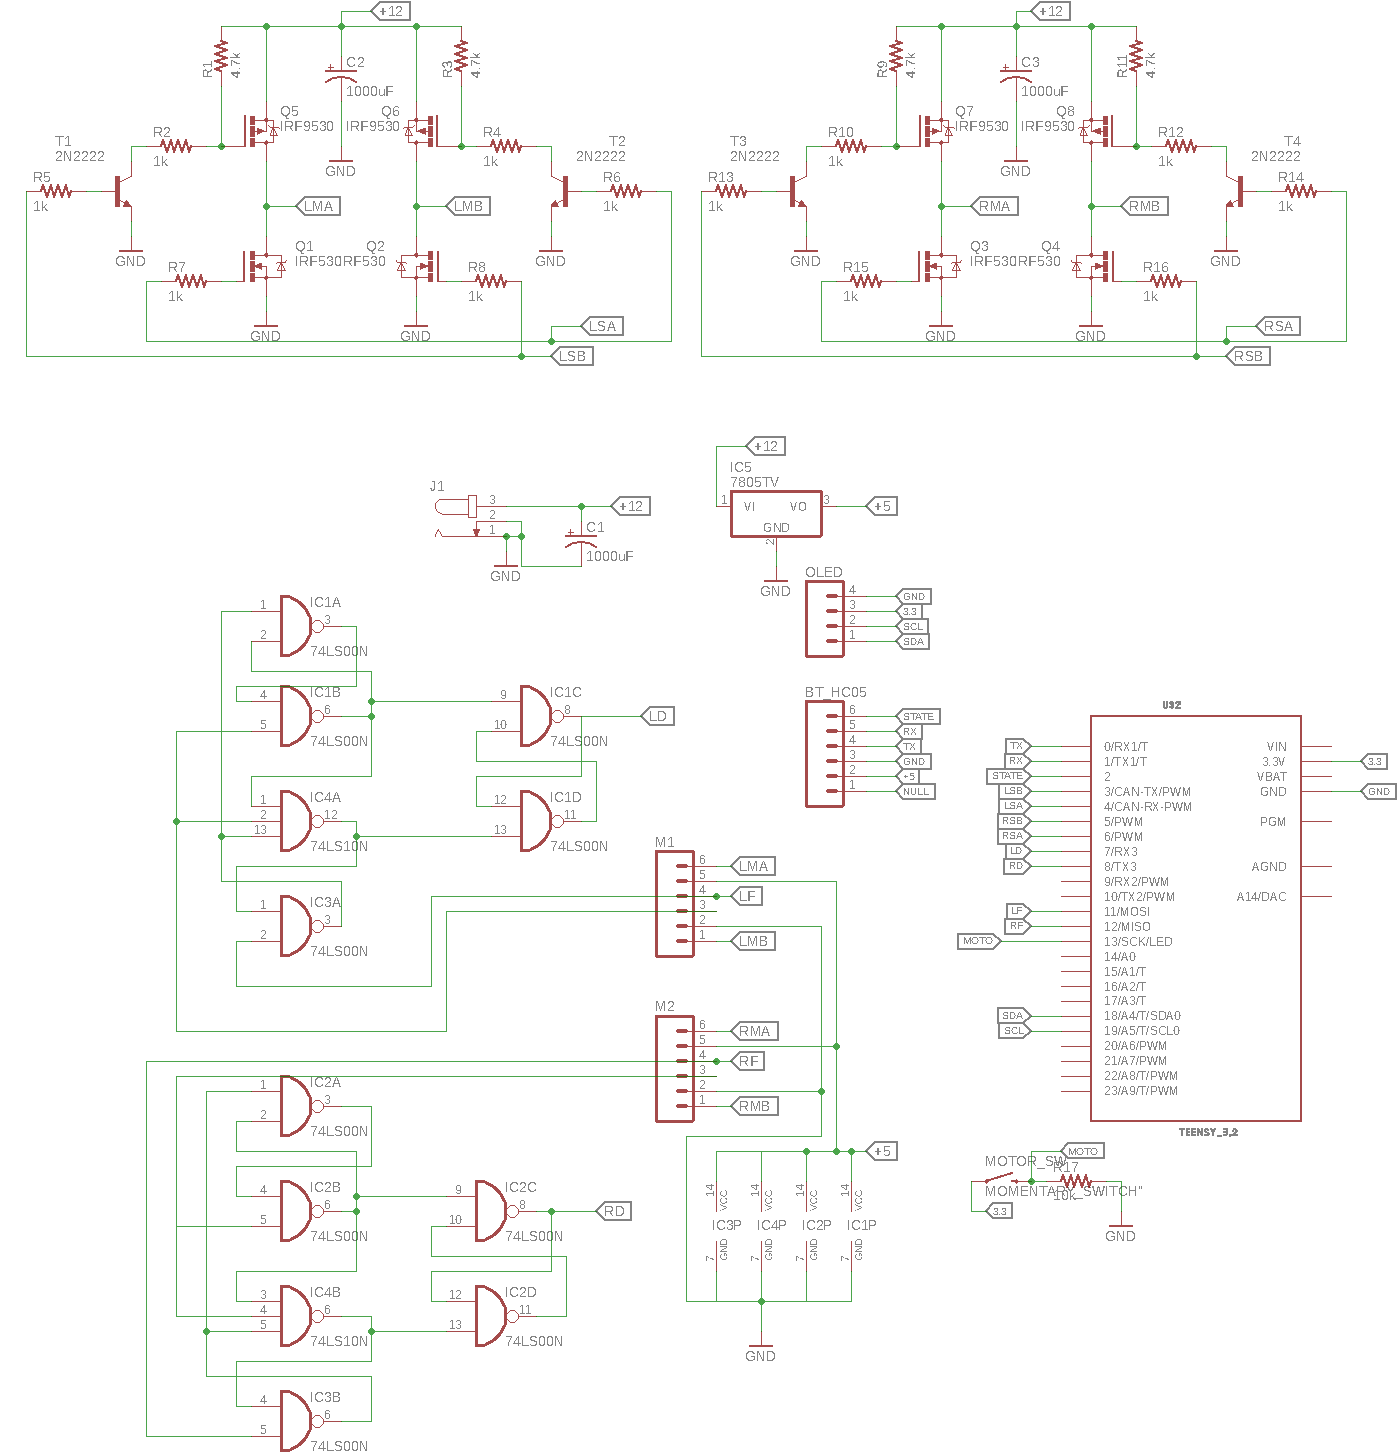 +12
R1
4.7k
C2
1000uF
R3
4.7k
Q5
IRF9530
Q6
IRF9530
T1
2N2222
R2
1k
GND
R4
1k
T2
2N2222
R5
1k
LMA
LMB
R6
1k
GND
Q1
IRF530
Q2
IRF530
GND
R7
1k
R8
1k
GND
GND
LSA
LSB
+12
R9
4.7k
C3
1000uF
R11
4.7k
Q7
IRF9530
Q8
IRF9530
T3
2N2222
R10
1k
GND
R12
1k
T4
2N2222
R13
1k
RMA
RMB
R14
1k
GND
Q3
IRF530
Q4
IRF530
GND
R15
1k
R16
1k
GND
GND
RSA
RSB
J1
3
2
1
+12
C1
1000uF
GND
+12
IC5
7805TV
1
VI
VO
3
+5
GND
2
GND
OLED
4
GND
3
3.3
2
SCL
1
SDA
BT_HC05
6
STATE
5
RX
4
TX
3
GND
2
+5
1
NULL
1
2
IC1A
3
74LS00N
4
5
IC1B
6
74LS00N
9
10
IC1C
8
74LS00N
LD
1
2
13
IC4A
12
74LS10N
12
13
IC1D
11
74LS00N
1
2
IC3A
3
74LS00N
M1
6
LMA
5
4
LF
3
2
1
LMB
M2
6
RMA
5
4
RF
3
2
1
RMB
1
2
IC2A
3
74LS00N
4
5
IC2B
6
74LS00N
9
10
IC2C
8
74LS00N
RD
3
4
5
IC4B
6
74LS10N
12
13
IC2D
11
74LS00N
4
5
IC3B
6
74LS00N
+5
14
VCC
14
VCC
14
VCC
14
VCC
IC3P
IC4P
IC2P
IC1P
7
GND
7
GND
7
GND
7
GND
GND
U$2
TX
0/RX1/T
RX
1/TX1/T
STATE
2
LSB
3/CAN-TX/PWM
LSA
4/CAN-RX-PWM
RSB
5/PWM
RSA
6/PWM
LD
7/RX3
RD
8/TX3
9/RX2/PWM
10/TX2/PWM
LF
11/MOSI
RF
12/MISO
MOTO
13/SCK/LED
14/A0
15/A1/T
16/A2/T
17/A3/T
SDA
18/A4/T/SDA0
SCL
19/A5/T/SCL0
20/A6/PWM
21/A7/PWM
22/A8/T/PWM
23/A9/T/PWM
VIN
3.3V
3.3
VBAT
GND
GND
PGM
AGND
A14/DAC
TEENSY_3.2
MOTOR_SW
MOTO
R17
MOMENTARY_SWITCH"
10k
3.3
GND